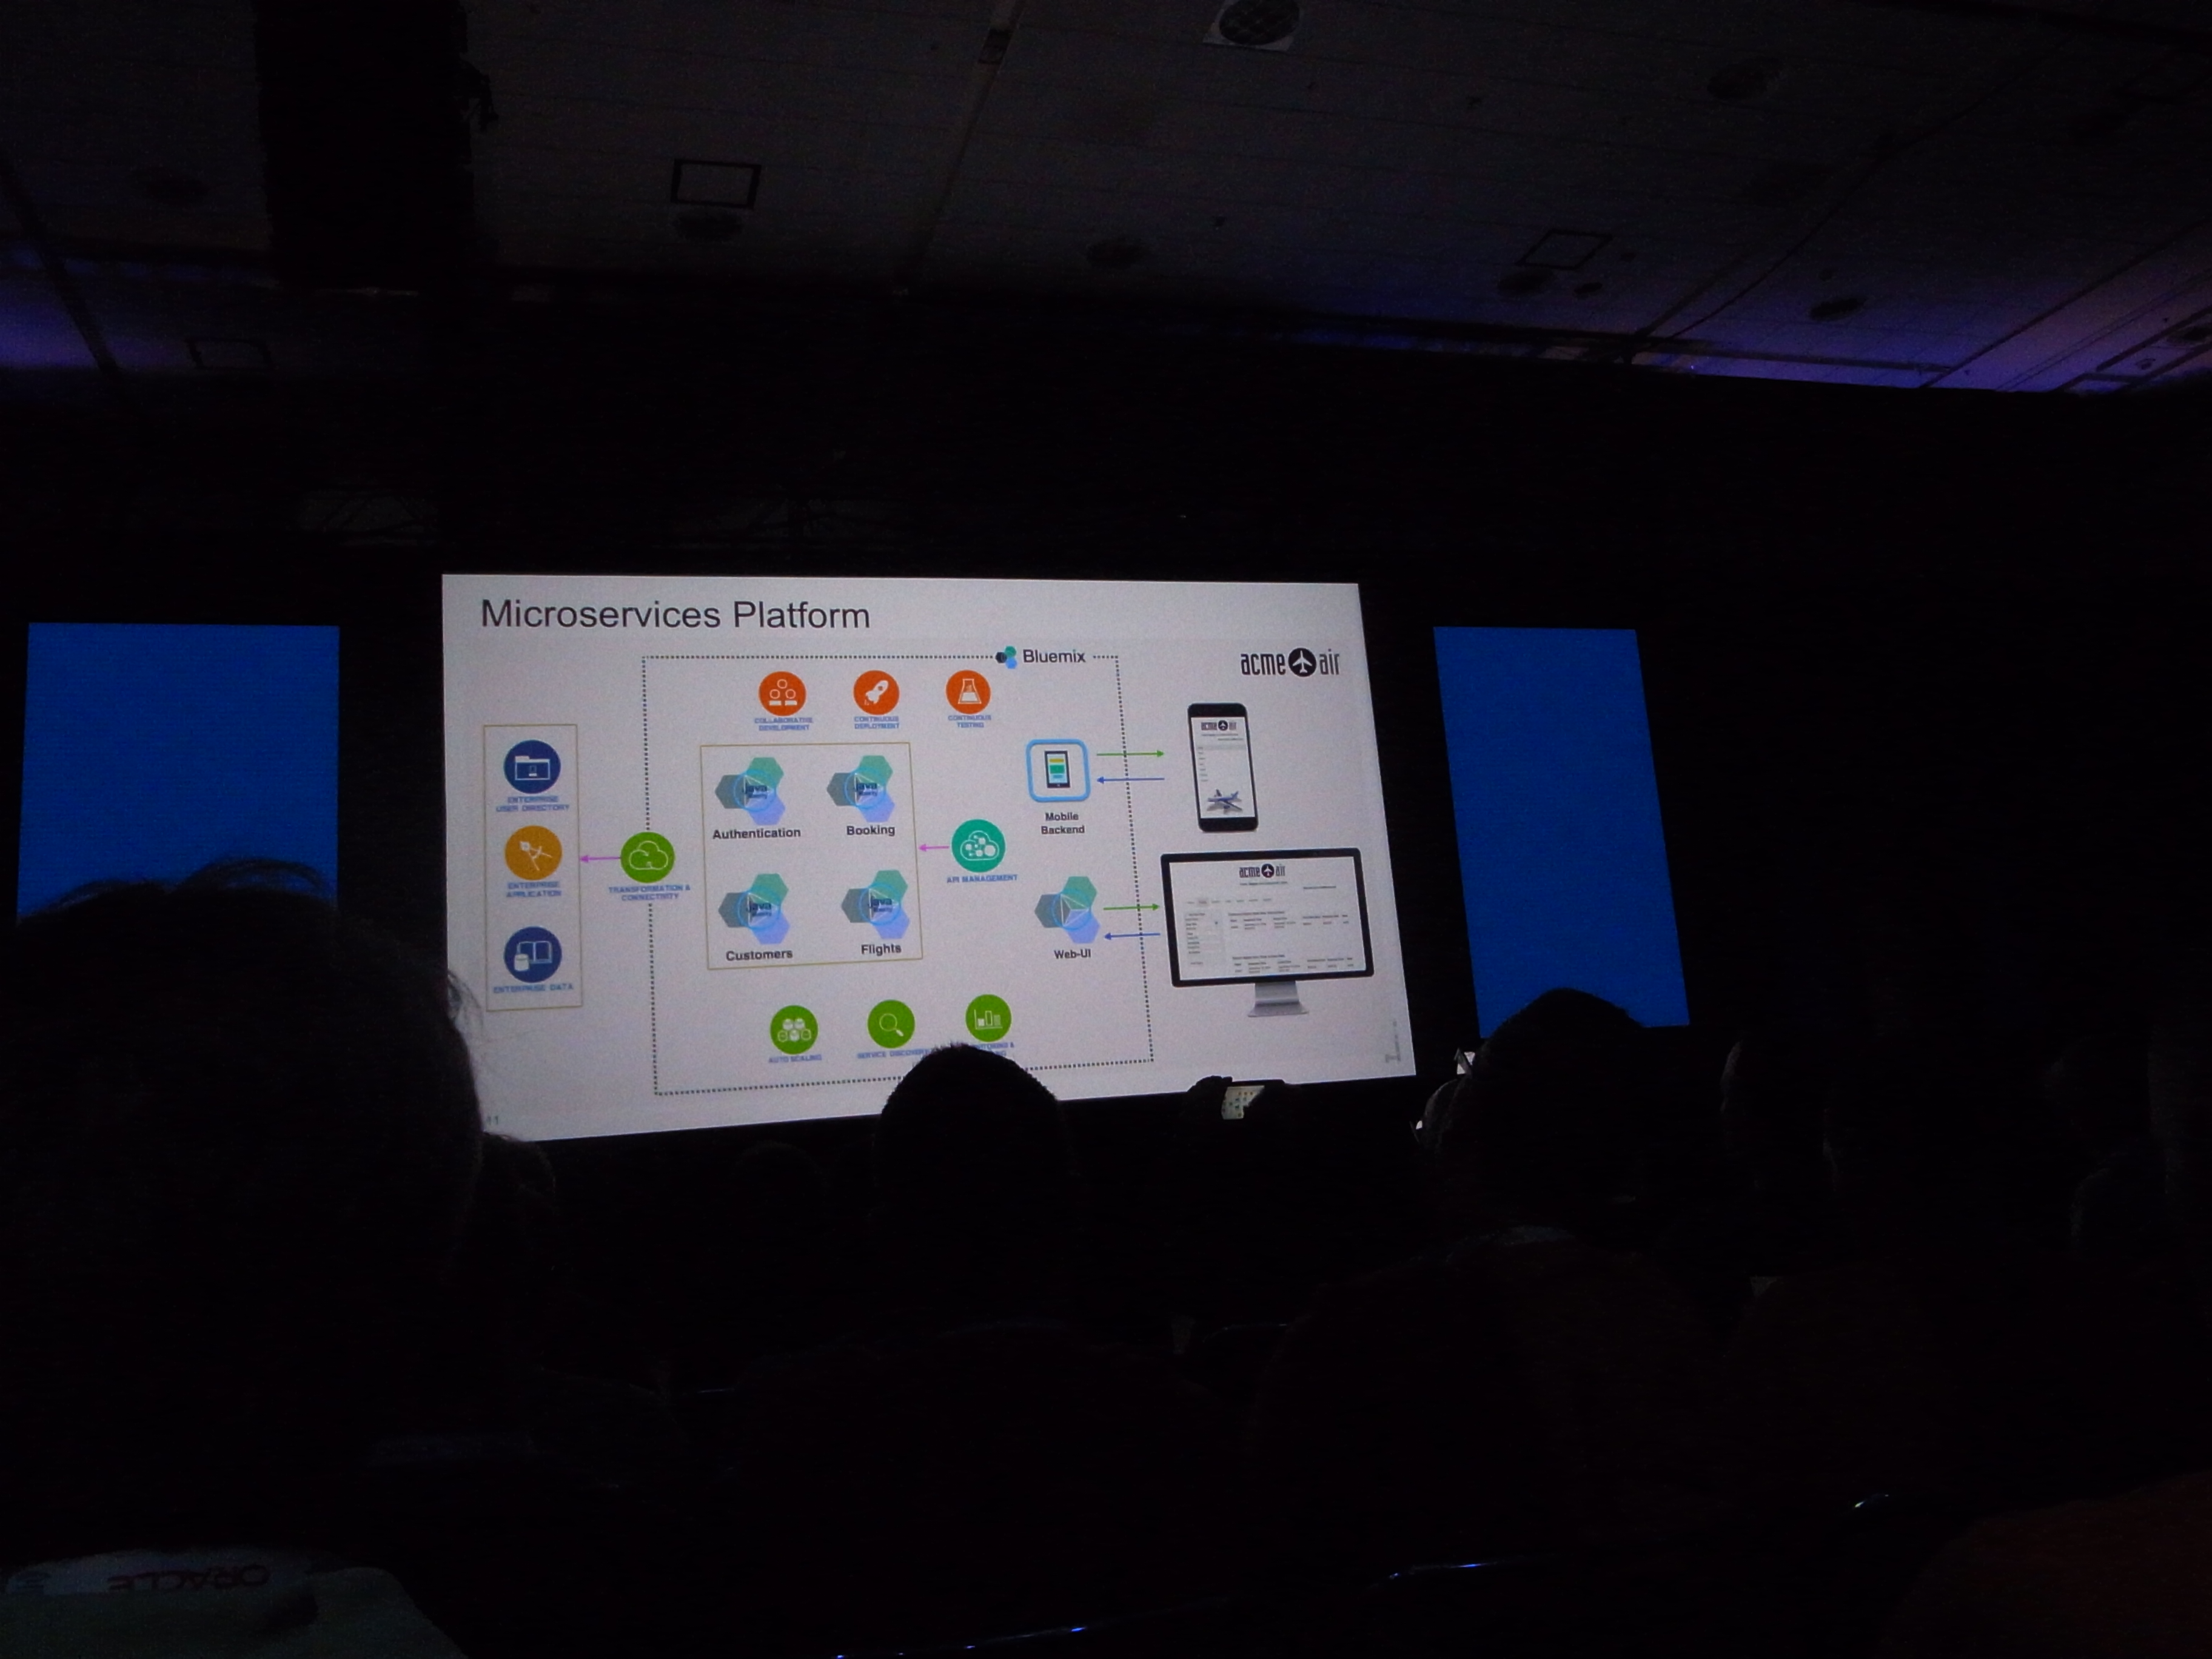 Microservices Platform
Bluemix
acme air
COLLABORATIVE
DEVELOPMENT
CONTINUOUS
DEPLOYMENT
CONTINUOUS
TESTING
acme air
ENTERPRISE
USER DIRECTORY
java
java
Authentication
Booking
Mobile
Backend
ENTERPRISE
APPLICATION
TRANSFORMATION &
CONNECTIVITY
API MANAGEMENT
acme air
java
java
Customers
Flights
Web-UI
ENTERPRISE DATA
AUTO SCALING
SERVICE DISCOVERY
11
ORACLE